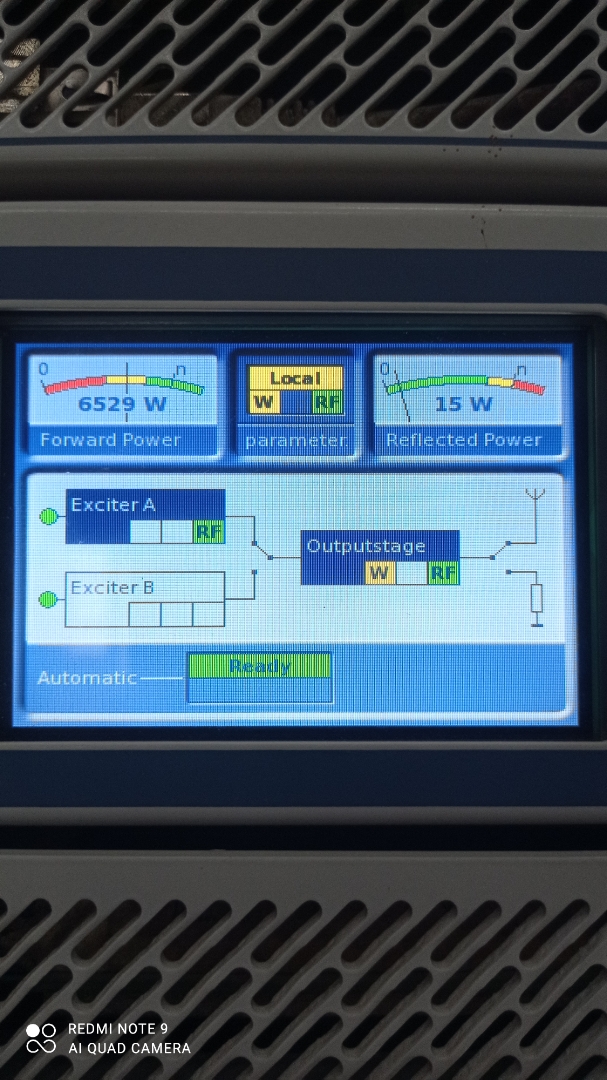 0
n
6529 W
Forward Power
Local
W
RF
parameter.
0
n
15 W
Reflected Power
Exciter A
RF
Exciter B
Outputstage
W
RF
Automatic
Ready
REDMI NOTE 9
AI QUAD CAMERA